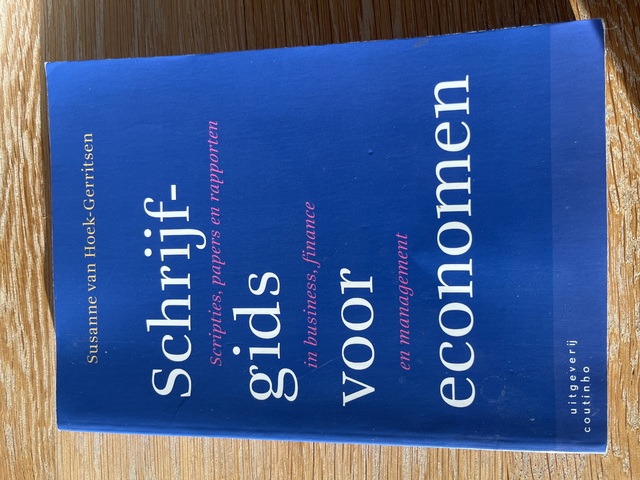 Susanne van Hoek-Gerritsen
Schrijf-
Scripties, papers en rapporten
gids
in business, finance
voor
en management
economen
uitgeverij
coutinho